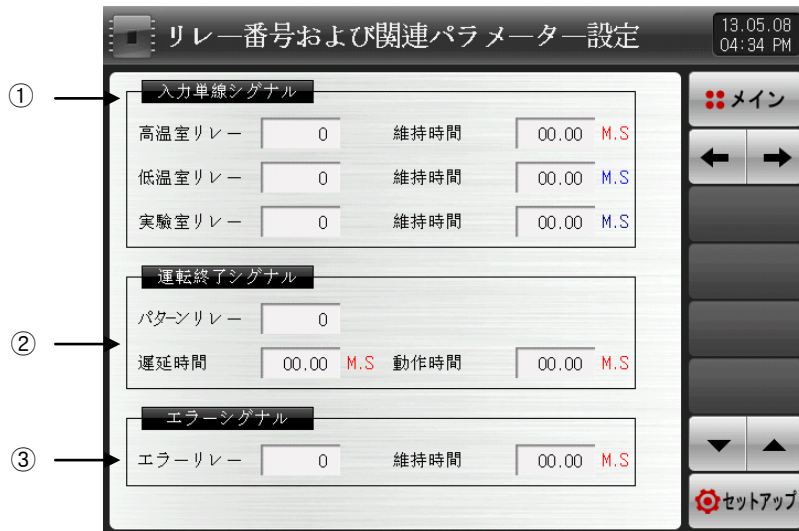 リレー番号および関連パラメーター設定
13.05.08
04:34 PM
① 入力単線シグナル
高温室リレー 0 維持時間 00.00 M.S
低温室リレー 0 維持時間 00.00 M.S
実験室リレー 0 維持時間 00.00 M.S
運転終了シグナル
パターンリレー 0
② 遅延時間 00.00 M.S 動作時間 00.00 M.S
エラーシグナル
③ エラーリレー 0 維持時間 00.00 M.S
メイン
セットアップ